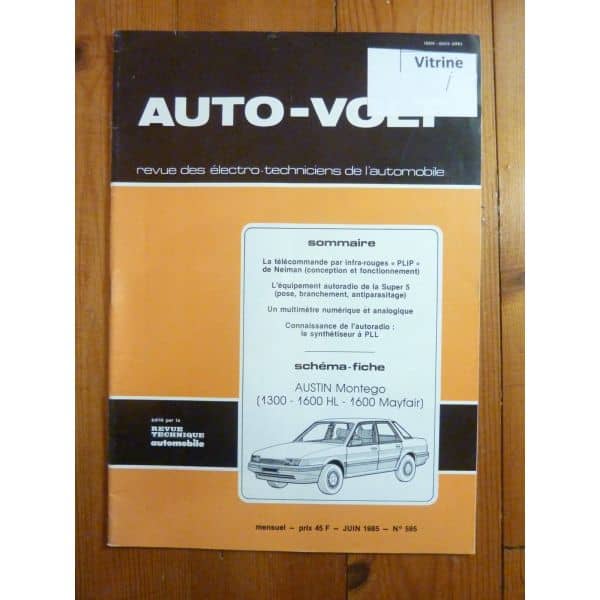 Vitrine
AUTO-VOLT
revue des électro-techniciens de l'automobile
sommaire
La télécommande par infra-rouges « PLIP »
de Neiman (conception et fonctionnement)
L'équipement autoradio de la Super 5
(pose, branchement, antiparasitage)
Un multimètre numérique et analogique
Connaissance de l'autoradio :
le synthétiseur à PLL
schéma-fiche
AUSTIN Montego
(1300 - 1600 HL - 1600 Mayfair)
édité par la
REVUE
TECHNIQUE
automobile
mensuel – prix 45 F – JUIN 1985 – N° 595